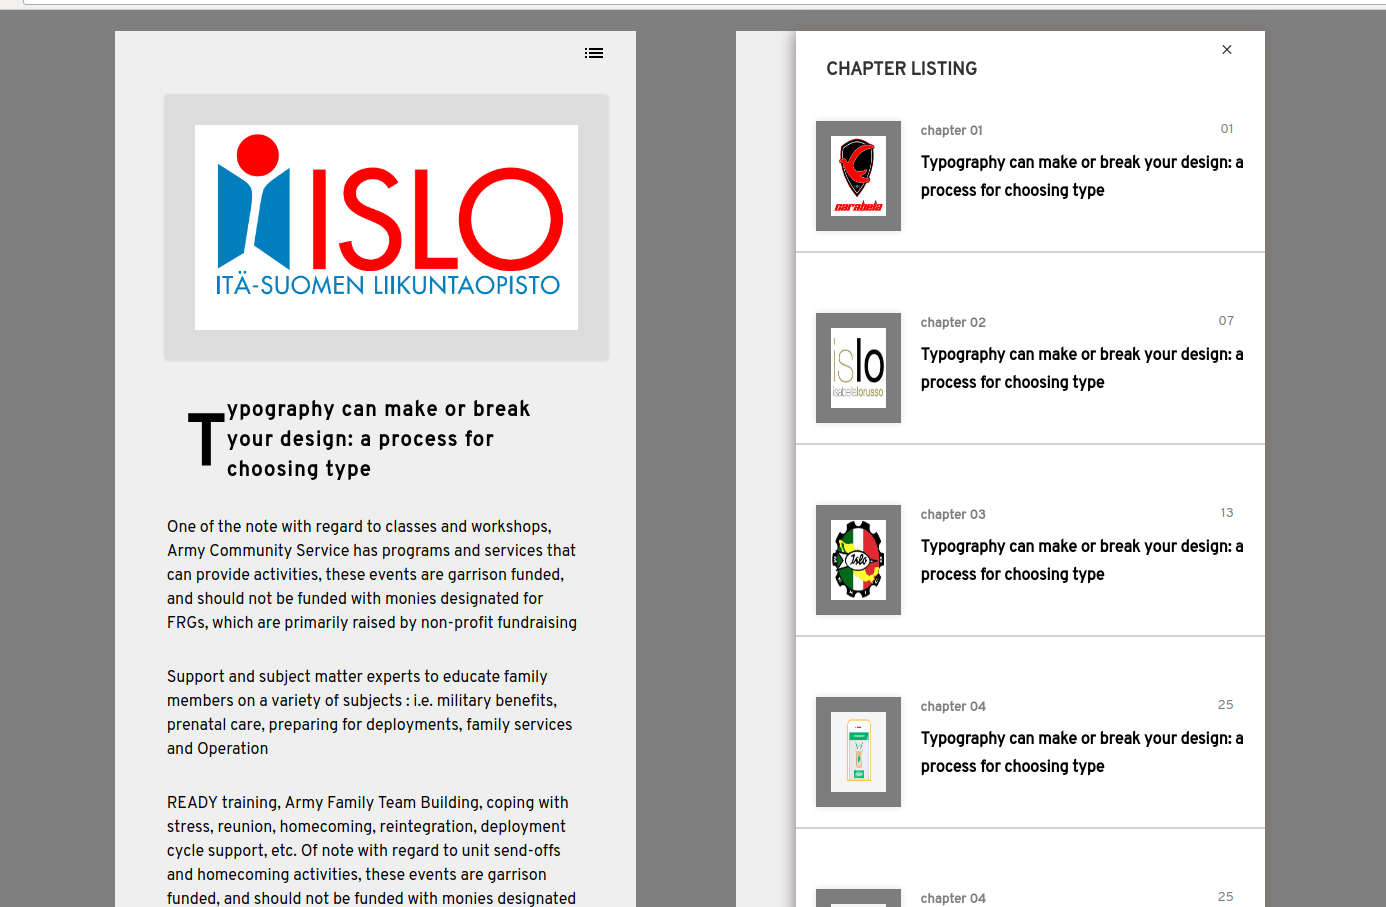 ISLO
ITÄ-SUOMEN LIIKUNTAOPISTO
Typography can make or break
your design: a process for
choosing type
One of the note with regard to classes and workshops,
Army Community Service has programs and services that
can provide activities, these events are garrison funded,
and should not be funded with monies designated for
FRGs, which are primarily raised by non-profit fundraising
Support and subject matter experts to educate family
members on a variety of subjects : i.e. military benefits,
prenatal care, preparing for deployments, family services
and Operation
READY training, Army Family Team Building, coping with
stress, reunion, homecoming, reintegration, deployment
cycle support, etc. Of note with regard to unit send-offs
and homecoming activities, these events are garrison
funded, and should not be funded with monies designated
CHAPTER LISTING
carabela
chapter 01
01
Typography can make or break your design: a
process for choosing type
islo
isabellalorusso
chapter 02
07
Typography can make or break your design: a
process for choosing type
Islo
chapter 03
13
Typography can make or break your design: a
process for choosing type
chapter 04
25
Typography can make or break your design: a
process for choosing type
chapter 04
25